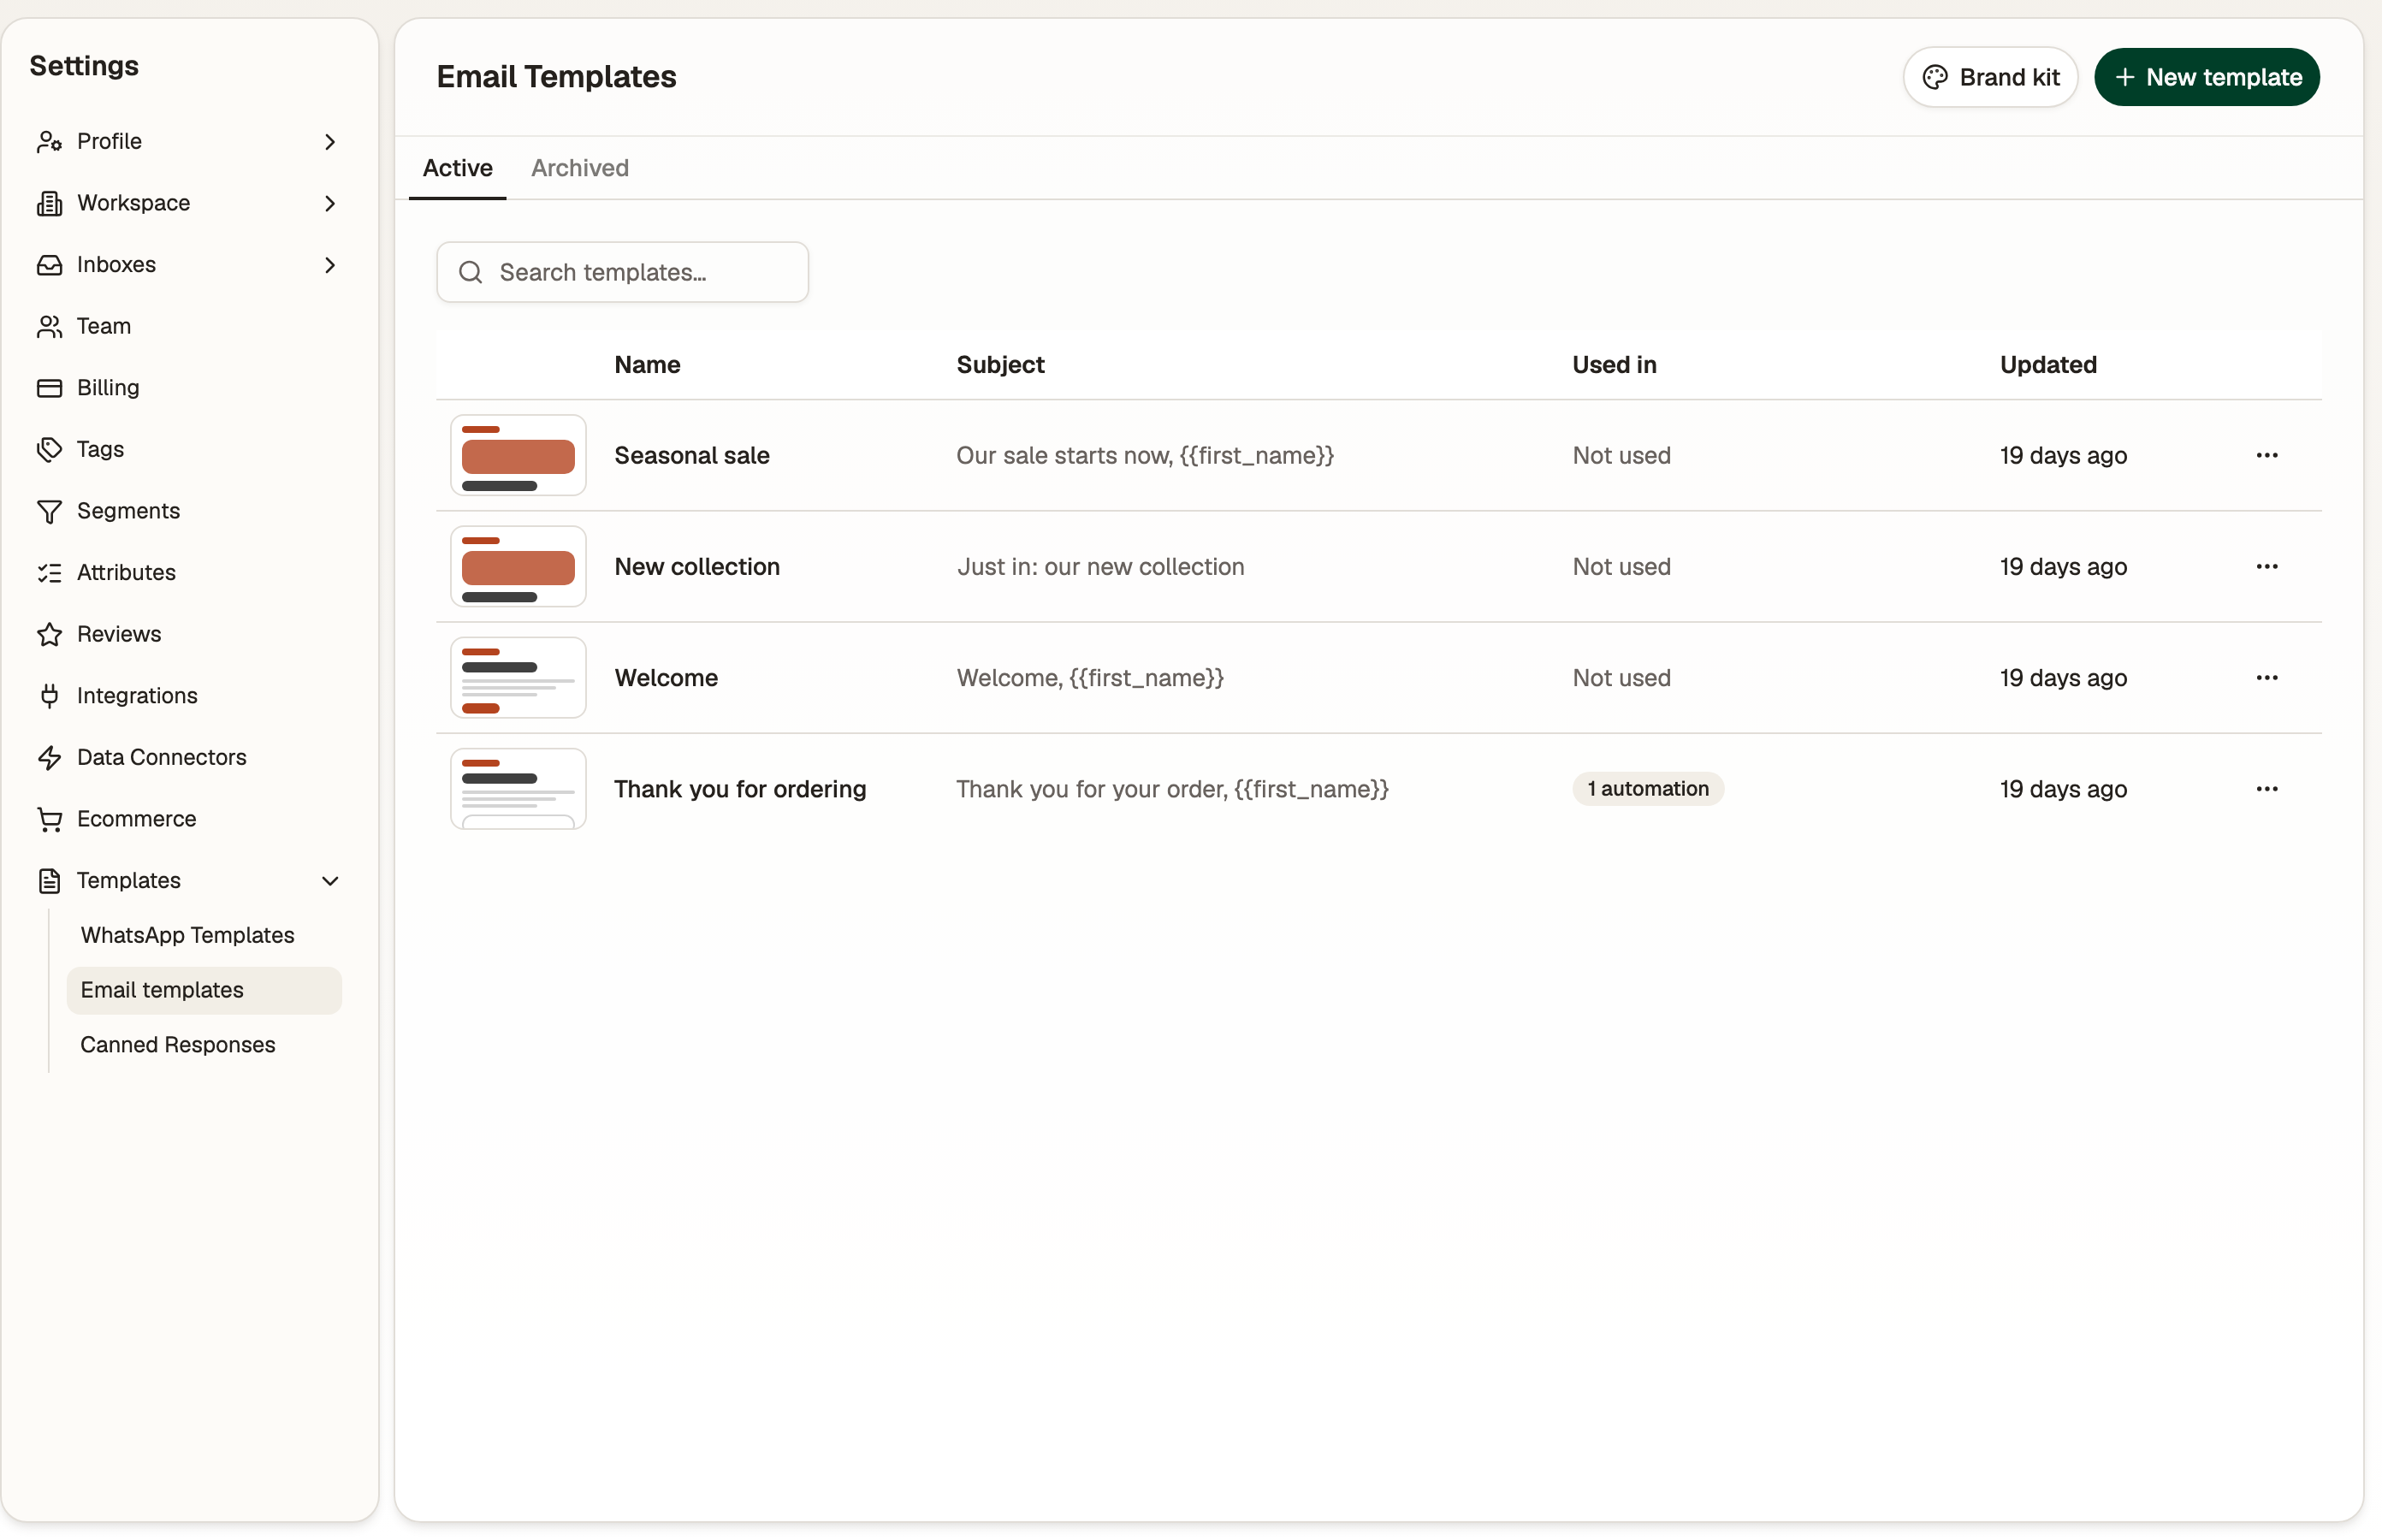 Settings
Profile
Workspace
Inboxes
Team
Billing
Tags
Segments
Attributes
Reviews
Integrations
Data Connectors
Ecommerce
Templates
WhatsApp Templates
Email templates
Canned Responses
Email Templates
Brand kit
New template
Active Archived
Search templates...
Name Subject Used in Updated
Seasonal sale Our sale starts now, {{first_name}} Not used 19 days ago
New collection Just in: our new collection Not used 19 days ago
Welcome Welcome, {{first_name}} Not used 19 days ago
Thank you for ordering Thank you for your order, {{first_name}} 1 automation 19 days ago